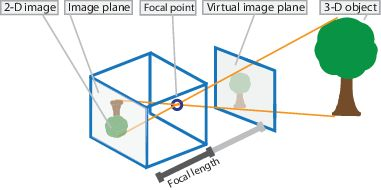 2-D image
Image plane
Focal point
Virtual image plane
3-D object
Focal length